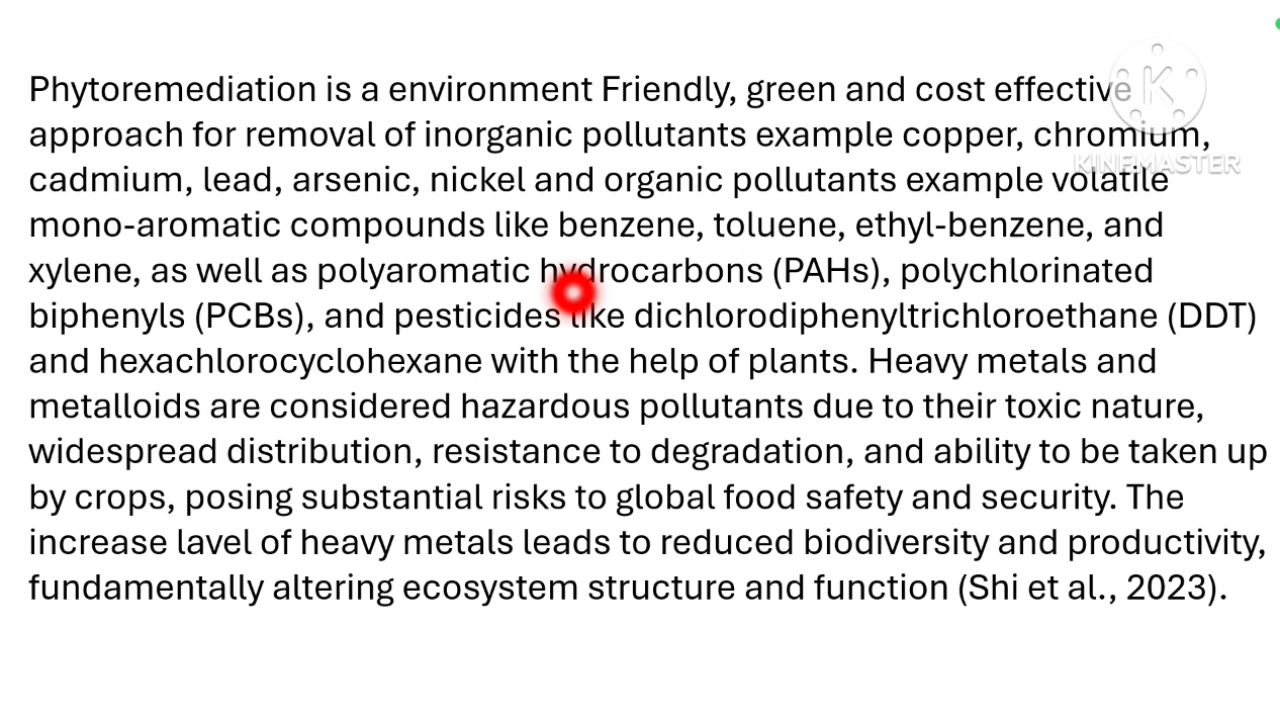 Phytoremediation is a environment Friendly, green and cost effective
approach for removal of inorganic pollutants example copper, chromium,
cadmium, lead, arsenic, nickel and organic pollutants example volatile
mono-aromatic compounds like benzene, toluene, ethyl-benzene, and
xylene, as well as polyaromatic hydrocarbons (PAHs), polychlorinated
biphenyls (PCBs), and pesticides like dichlorodiphenyltrichloroethane (DDT)
and hexachlorocyclohexane with the help of plants. Heavy metals and
metalloids are considered hazardous pollutants due to their toxic nature,
widespread distribution, resistance to degradation, and ability to be taken up
by crops, posing substantial risks to global food safety and security. The
increase lavel of heavy metals leads to reduced biodiversity and productivity,
fundamentally altering ecosystem structure and function (Shi et al., 2023).
K
KINEMASTER